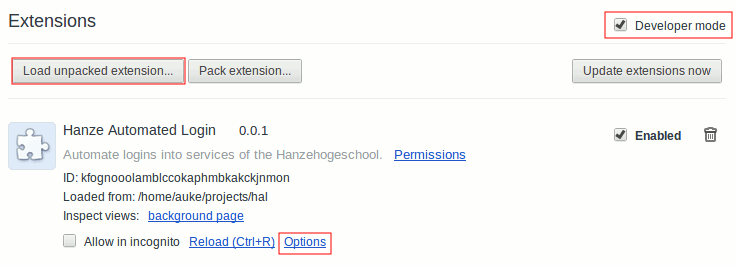 Extensions
Developer mode
Load unpacked extension... Pack extension... Update extensions now
Hanze Automated Login 0.0.1 Enabled
Automate logins into services of the Hanzehogeschool. Permissions
ID: kfognooolamblccokaphmbkakckjnmon
Loaded from: /home/auke/projects/hal
Inspect views: background page
Allow in incognito Reload (Ctrl+R) Options